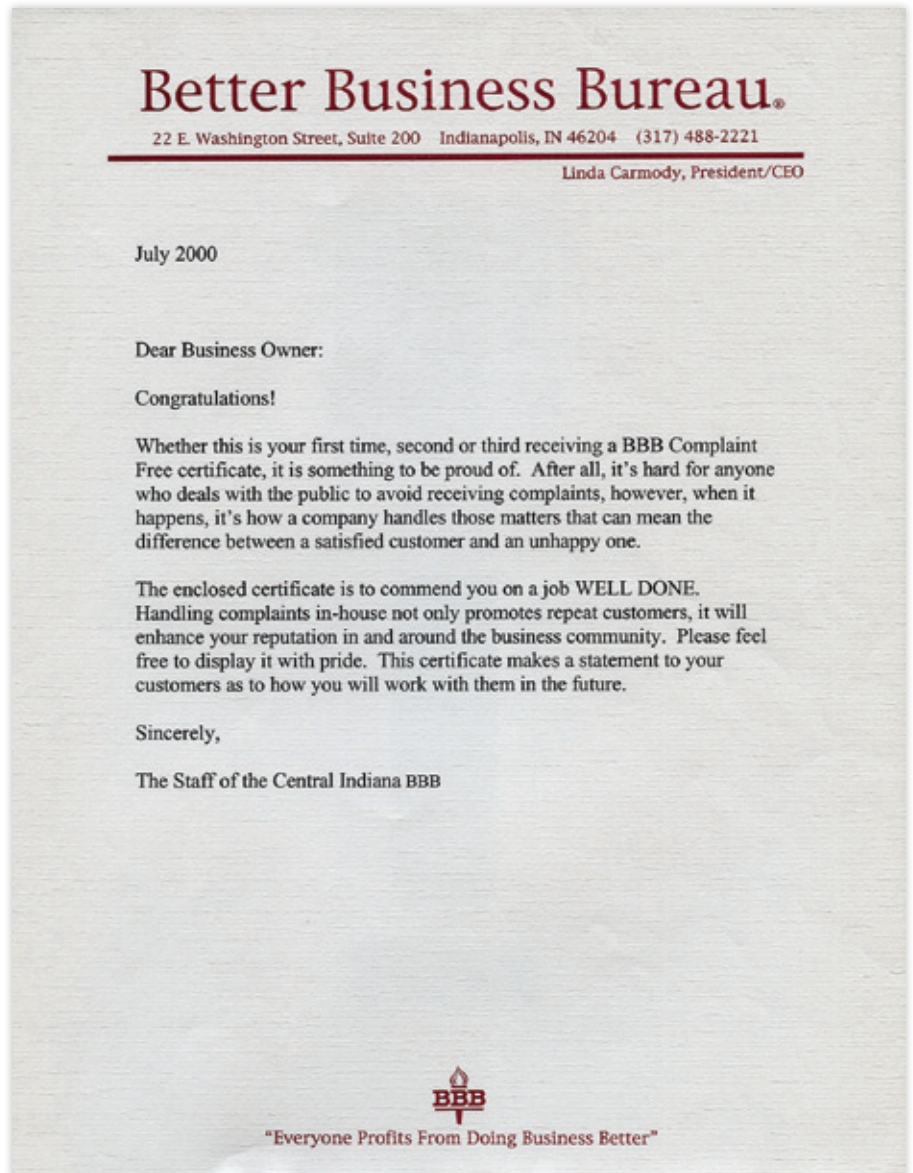 Better Business Bureau®
22 E. Washington Street, Suite 200 Indianapolis, IN 46204 (317) 488-2221
Linda Carmody, President/CEO
July 2000
Dear Business Owner:
Congratulations!
Whether this is your first time, second or third receiving a BBB Complaint
Free certificate, it is something to be proud of. After all, it's hard for anyone
who deals with the public to avoid receiving complaints, however, when it
happens, it's how a company handles those matters that can mean the
difference between a satisfied customer and an unhappy one.
The enclosed certificate is to commend you on a job WELL DONE.
Handling complaints in-house not only promotes repeat customers, it will
enhance your reputation in and around the business community. Please feel
free to display it with pride. This certificate makes a statement to your
customers as to how you will work with them in the future.
Sincerely,
The Staff of the Central Indiana BBB
BBB
"Everyone Profits From Doing Business Better"